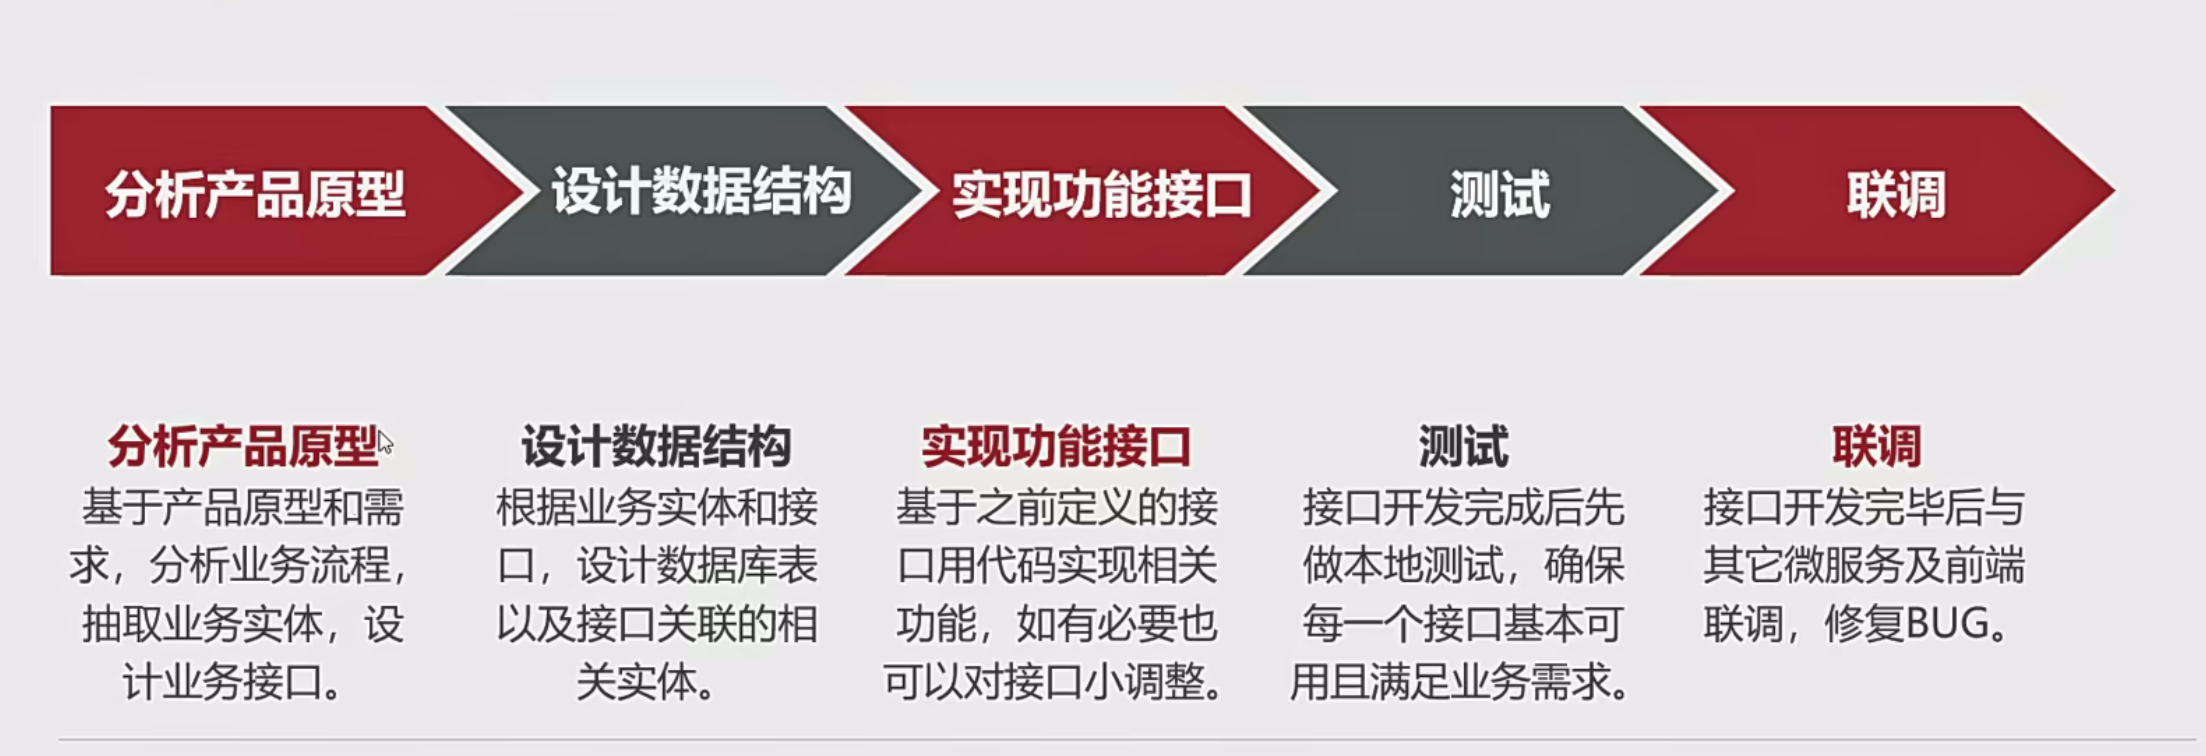 分析产品原型
设计数据结构
实现功能接口
测试
联调
分析产品原型
基于产品原型和需
求，分析业务流程，
抽取业务实体，设
计业务接口。
设计数据结构
根据业务实体和接
口，设计数据库表
以及接口关联的相
关实体。
实现功能接口
基于之前定义的接
口用代码实现相关
功能，如有必要也
可以对接口小调整。
测试
接口开发完成后先
做本地测试，确保
每一个接口基本可
用且满足业务需求。
联调
接口开发完毕后与
其它微服务及前端
联调，修复BUG。